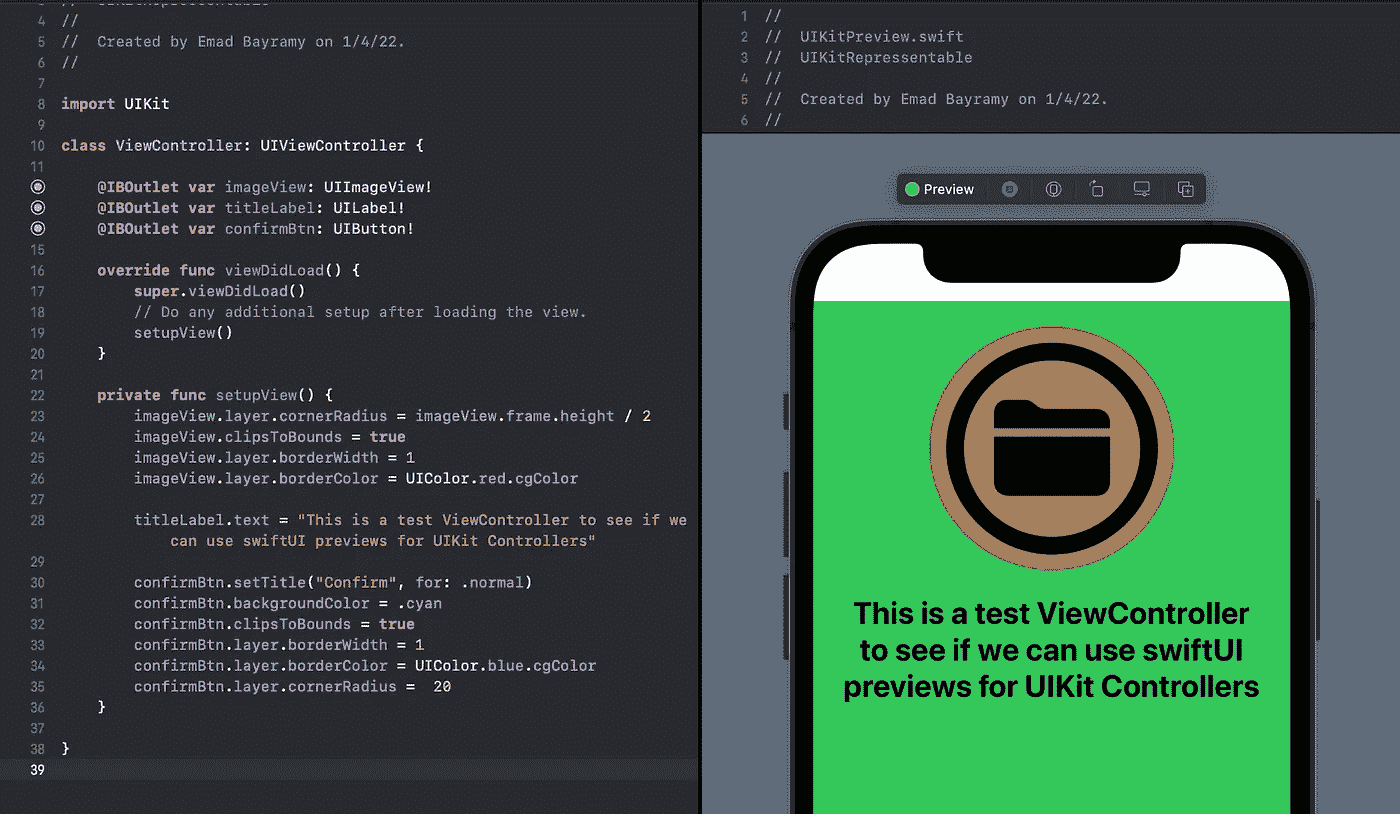 4 //
5 // Created by Emad Bayramy on 1/4/22.
6 //
7
8 import UIKit
9
10 class ViewController: UIViewController {
11
@IBOutlet var imageView: UIImageView!
@IBOutlet var titleLabel: UILabel!
@IBOutlet var confirmBtn: UIButton!
15
16 override func viewDidLoad() {
17 super.viewDidLoad()
18 // Do any additional setup after loading the view.
19 setupView()
20 }
21
22 private func setupView() {
23 imageView.layer.cornerRadius = imageView.frame.height / 2
24 imageView.clipsToBounds = true
25 imageView.layer.borderWidth = 1
26 imageView.layer.borderColor = UIColor.red.cgColor
27
28 titleLabel.text = "This is a test ViewController to see if we
can use swiftUI previews for UIKit Controllers"
29
30 confirmBtn.setTitle("Confirm", for: .normal)
31 confirmBtn.backgroundColor = .cyan
32 confirmBtn.clipsToBounds = true
33 confirmBtn.layer.borderWidth = 1
34 confirmBtn.layer.borderColor = UIColor.blue.cgColor
35 confirmBtn.layer.cornerRadius =  20
36 }
37
38 }
39
1 //
2 // UIKitPreview.swift
3 // UIKitRepressentable
4 //
5 // Created by Emad Bayramy on 1/4/22.
6 //
Preview
This is a test ViewController
to see if we can use swiftUI
previews for UIKit Controllers